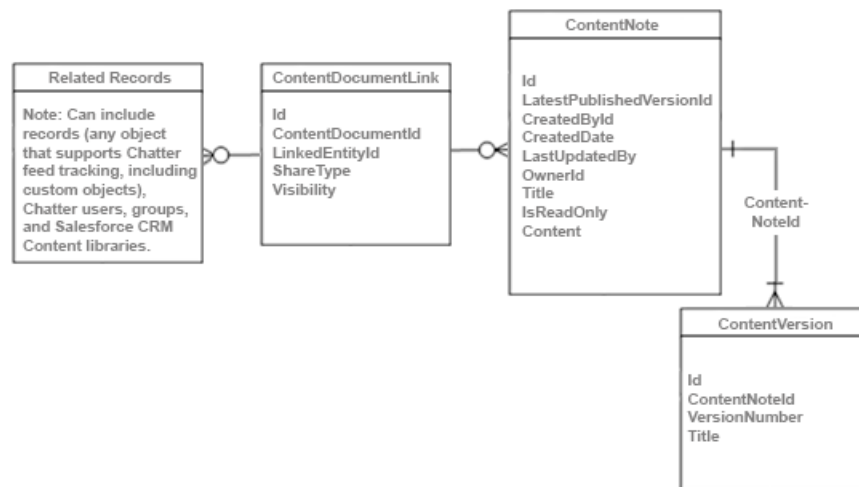 Related Records
Note: Can include
records (any object
that supports Chatter
feed tracking, including
custom objects),
Chatter users, groups,
and Salesforce CRM
Content libraries.
ContentDocumentLink
Id
ContentDocumentId
LinkedEntityId
ShareType
Visibility
ContentNote
Id
LatestPublishedVersionId
CreatedById
CreatedDate
LastUpdatedBy
OwnerId
Title
IsReadOnly
Content
Content-
NoteId
ContentVersion
Id
ContentNoteId
VersionNumber
Title